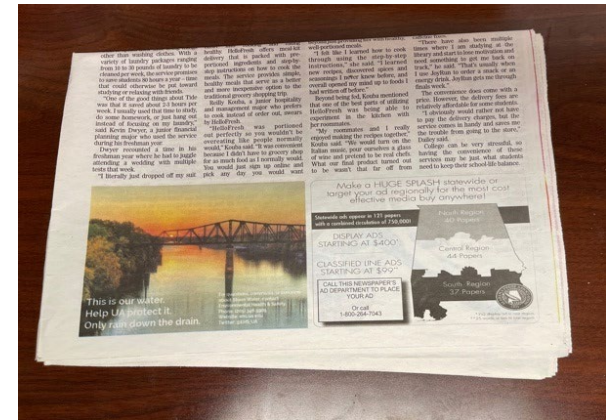 other than washing clothes. With a
variety of laundry packages ranging
from 10 to 30 pounds of laundry to be
cleaned per week, the service promises
to save students 80 hours a year – time
that could otherwise be put toward
studying or relaxing with friends.
"One of the good things about Tide
was that it saved about 2-3 hours per
week. I usually used that time to study,
do some homework, or just hang out
instead of focusing on my laundry,"
said Kevin Dwyer, a junior financial
planning major who used the service
during his freshman year.
Dwyer recounted a time in his
freshman year where he had to juggle
attending a wedding with multiple
tests that week.
"I literally just dropped off my suit
healthy. HelloFresh offers meal-kit
delivery that is packed with pre-
portioned ingredients and step-by-
step instructions on how to cook the
meals. The service provides simple,
healthy meals that serve as a better
and more inexpensive option to the
traditional grocery shopping trip.
Reilly Kouba, a junior hospitality
and management major who prefers
to cook instead of order out, swears
by HelloFresh.
"HelloFresh was portioned
out perfectly so you wouldn't be
overeating like people normally
would," Kouba said. "It was convenient
because I didn't have to grocery shop
for as much food as I normally would.
You would just sign up online and
pick any day you would want
well-portioned meals.
"I felt like I learned how to cook
through using the step-by-step
instructions," she said. "I learned
new recipes, discovered spices and
seasonings I never knew before, and
overall opened my mind up to foods I
had written off before."
Beyond being fed, Kouba mentioned
that one of the best parts of utilizing
HelloFresh was being able to
experiment in the kitchen with
her roommates.
"My roommates and I really
enjoyed making the recipes together,"
Kouba said. "We would turn on the
Italian music, pour ourselves a glass
of wine and pretend to be real chefs.
What our final product turned out
to be wasn't that far off from
"There have also been multiple
times where I am studying at the
library and start to lose motivation and
need something to get me back on
track," he said. "That's usually when
I use JoyRun to order a snack or an
energy drink. JoyRun gets me through
finals week."
The convenience does come with a
price. However, the delivery fees are
relatively affordable for some students.
"I obviously would rather not have
to pay the delivery charges, but the
service comes in handy and saves me
the trouble from going to the store,"
Dailey said.
College can be very stressful, so
having the convenience of these
services may be just what students
need to keep their school-life balance.
This is our water.
Help UA protect it.
Only rain down the drain.
Make a HUGE SPLASH statewide or
target your ad regionally for the most cost
effective media buy anywhere!
Statewide ads appear in 121 papers
with a combined circulation of 750,000!
DISPLAY ADS
STARTING AT $400*
CLASSIFIED LINE ADS
STARTING AT $99**
CALL THIS NEWSPAPER'S
AD DEPARTMENT TO PLACE
YOUR AD
Or call
1-800-264-7043
North Region
40 Papers
Central Region
44 Papers
South Region
37 Papers